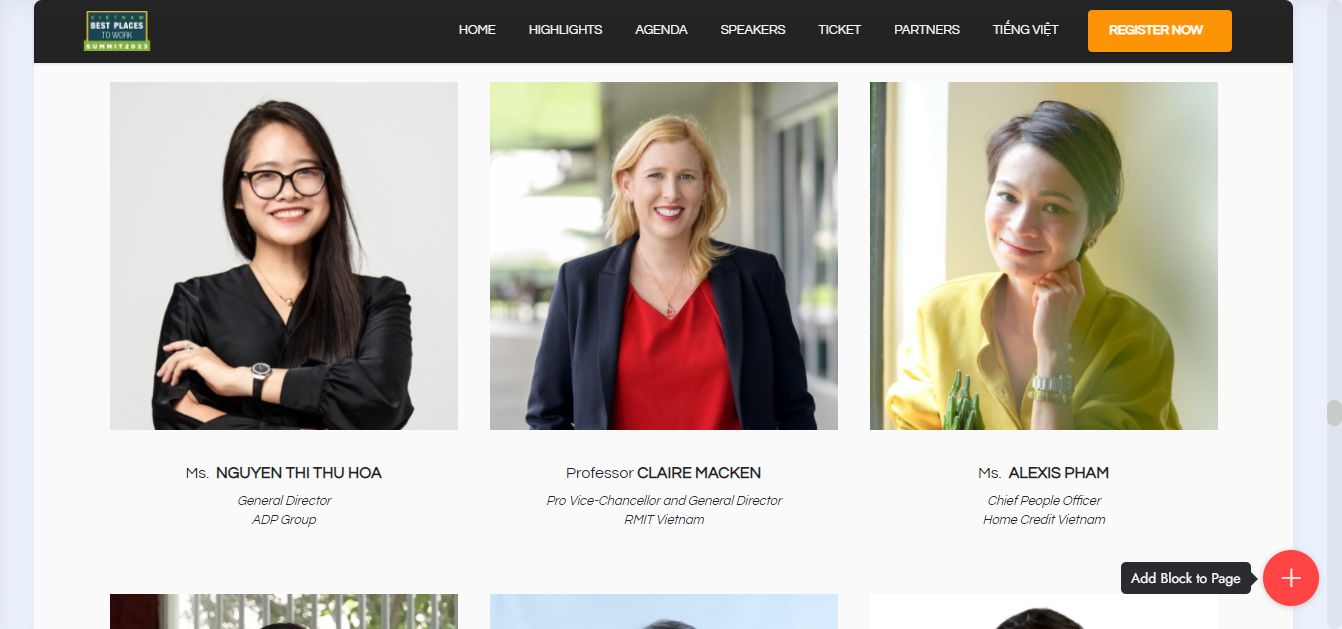 VIETNAM
BEST PLACES
TO WORK
SUMMIT2023
HOME
HIGHLIGHTS
AGENDA
SPEAKERS
TICKET
PARTNERS
TIẾNG VIỆT
REGISTER NOW
Ms. NGUYEN THI THU HOA
General Director
ADP Group
Professor CLAIRE MACKEN
Pro Vice-Chancellor and General Director
RMIT Vietnam
Ms. ALEXIS PHAM
Chief People Officer
Home Credit Vietnam
Add Block to Page